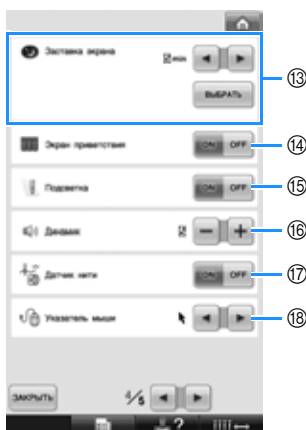 Заставка экрана 2 min
ВЫБРАТЬ
⑬
Экран приветствия ON OFF ⑭
Подсветка ON OFF ⑮
Динамик 2 − + ⑯
Датчик нити ON OFF ⑰
Указатель мыши ⑱
ЗАКРЫТЬ 4/5
?